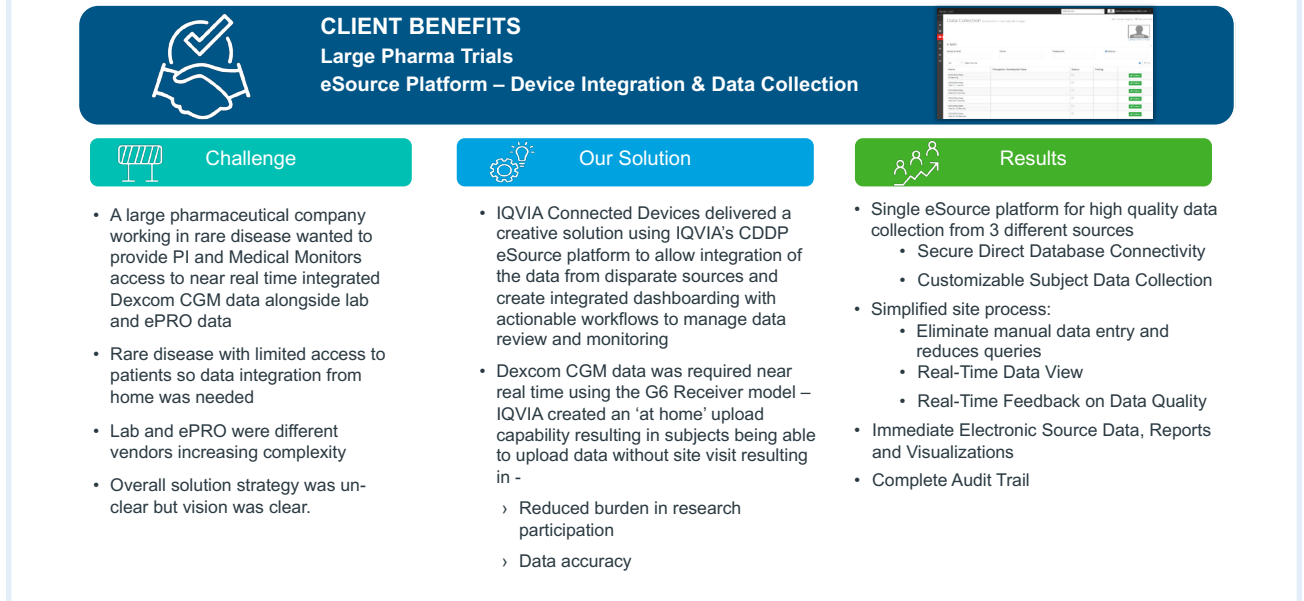 CLIENT BENEFITS
Large Pharma Trials
eSource Platform – Device Integration & Data Collection
Data Collection
Challenge
• A large pharmaceutical company
working in rare disease wanted to
provide PI and Medical Monitors
access to near real time integrated
Dexcom CGM data alongside lab
and ePRO data
• Rare disease with limited access to
patients so data integration from
home was needed
• Lab and ePRO were different
vendors increasing complexity
• Overall solution strategy was un-
clear but vision was clear.
Our Solution
• IQVIA Connected Devices delivered a
creative solution using IQVIA's CDDP
eSource platform to allow integration of
the data from disparate sources and
create integrated dashboarding with
actionable workflows to manage data
review and monitoring
• Dexcom CGM data was required near
real time using the G6 Receiver model –
IQVIA created an ‘at home’ upload
capability resulting in subjects being able
to upload data without site visit resulting
in -
› Reduced burden in research
participation
› Data accuracy
Results
• Single eSource platform for high quality data
collection from 3 different sources
• Secure Direct Database Connectivity
• Customizable Subject Data Collection
• Simplified site process:
• Eliminate manual data entry and
reduces queries
• Real-Time Data View
• Real-Time Feedback on Data Quality
• Immediate Electronic Source Data, Reports
and Visualizations
• Complete Audit Trail